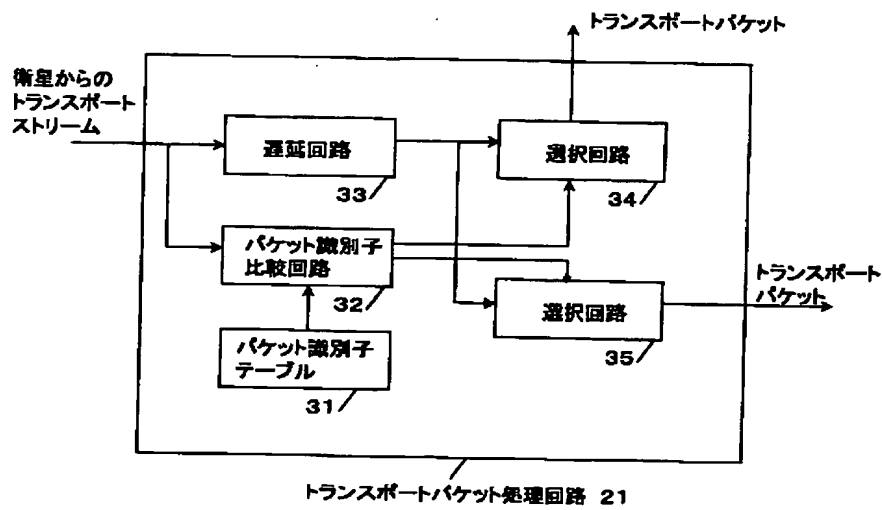 トランスポートパケット
衛星からの
トランスポート
ストリーム
遅延回路
33
選択回路
34
パケット識別子
比較回路
32
トランスポート
パケット
選択回路
35
パケット識別子
テーブル
31
トランスポートパケット処理回路 21